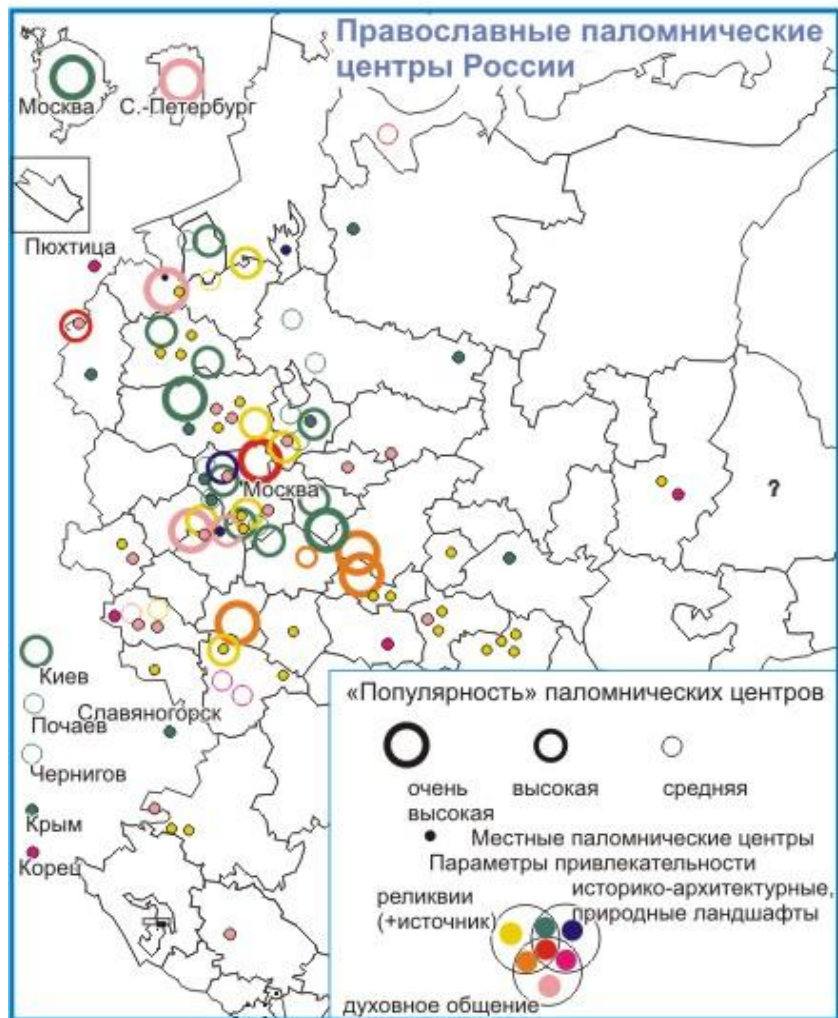 Православные паломнические
центры России
Москва
С.-Петербург
Пюхтица
Москва
?
Киев
Почаев
Славяногорск
Чернигов
Крым
Корец
«Популярность» паломнических центров
очень
высокая
высокая
средняя
Местные паломнические центры
Параметры привлекательности
реликвии
(+источник)
историко-архитектурные,
природные ландшафты
духовное общение